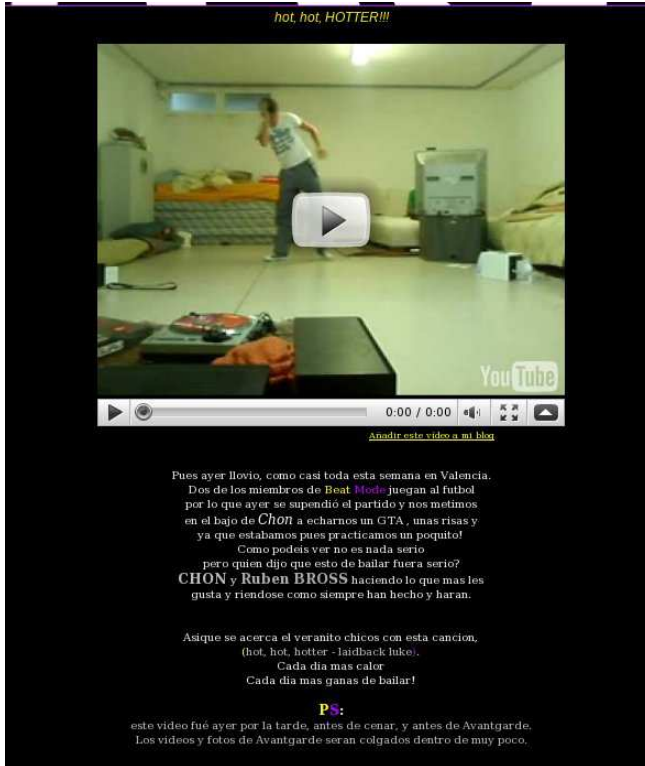 hot, hot, HOTTER!!!
You Tube
0:00 / 0:00
Añadir este vídeo a mi blog
Pues ayer llovio, como casi toda esta semana en Valencia.
Dos de los miembros de Beat Mode juegan al futbol
por lo que ayer se supendió el partido y nos metimos
en el bajo de Chon a echarnos un GTA , unas risas y
ya que estabamos pues practicamos un poquito!
Como podeis ver no es nada serio
pero quien dijo que esto de bailar fuera serio?
CHON y Ruben BROSS haciendo lo que mas les
gusta y riendose como siempre han hecho y haran.
Asique se acerca el veranito chicos con esta cancion,
(hot, hot, hotter - laidback luke).
Cada dia mas calor
Cada dia mas ganas de bailar!
PS:
este video fué ayer por la tarde, antes de cenar, y antes de Avantgarde.
Los videos y fotos de Avantgarde seran colgados dentro de muy poco.